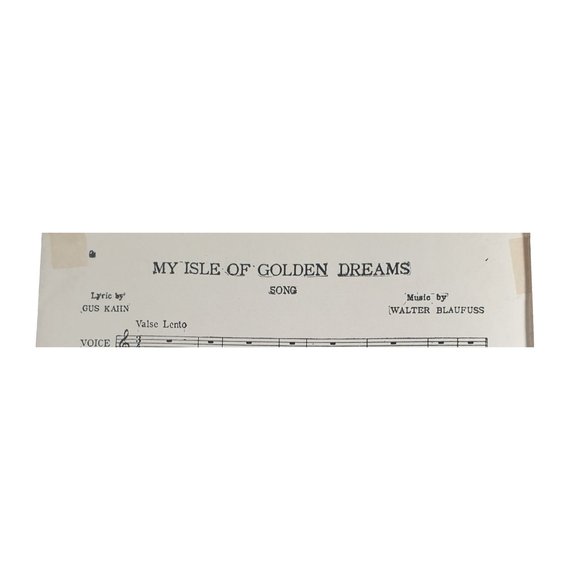 MY ISLE OF GOLDEN DREAMS
SONG
Lyric by
GUS KAHN
Music by
WALTER BLAUFUSS
Valse Lento
VOICE